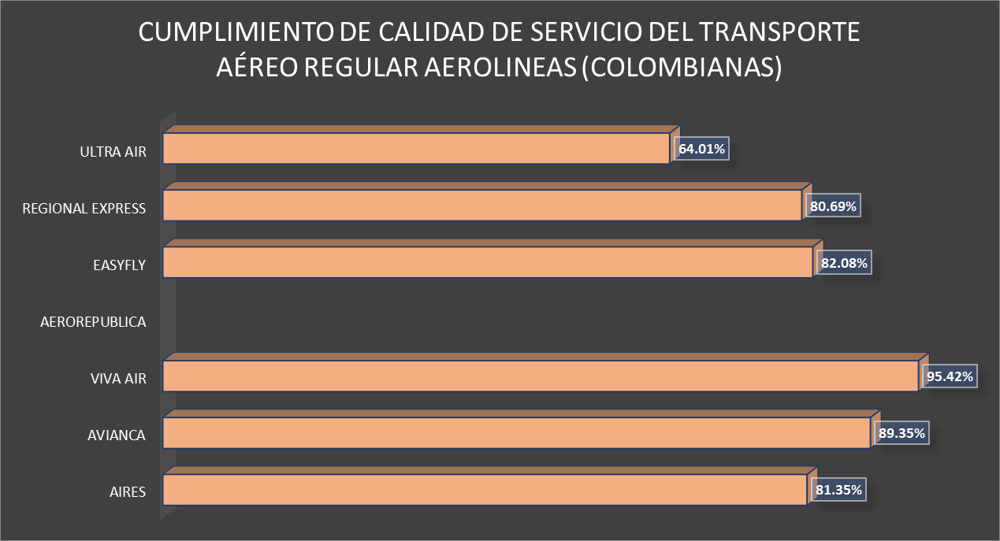 CUMPLIMIENTO DE CALIDAD DE SERVICIO DEL TRANSPORTE
AÉREO REGULAR AEROLINEAS (COLOMBIANAS)
ULTRA AIR
64.01%
REGIONAL EXPRESS
80.69%
EASYFLY
82.08%
AEROREPUBLICA
VIVA AIR
95.42%
AVIANCA
89.35%
AIRES
81.35%